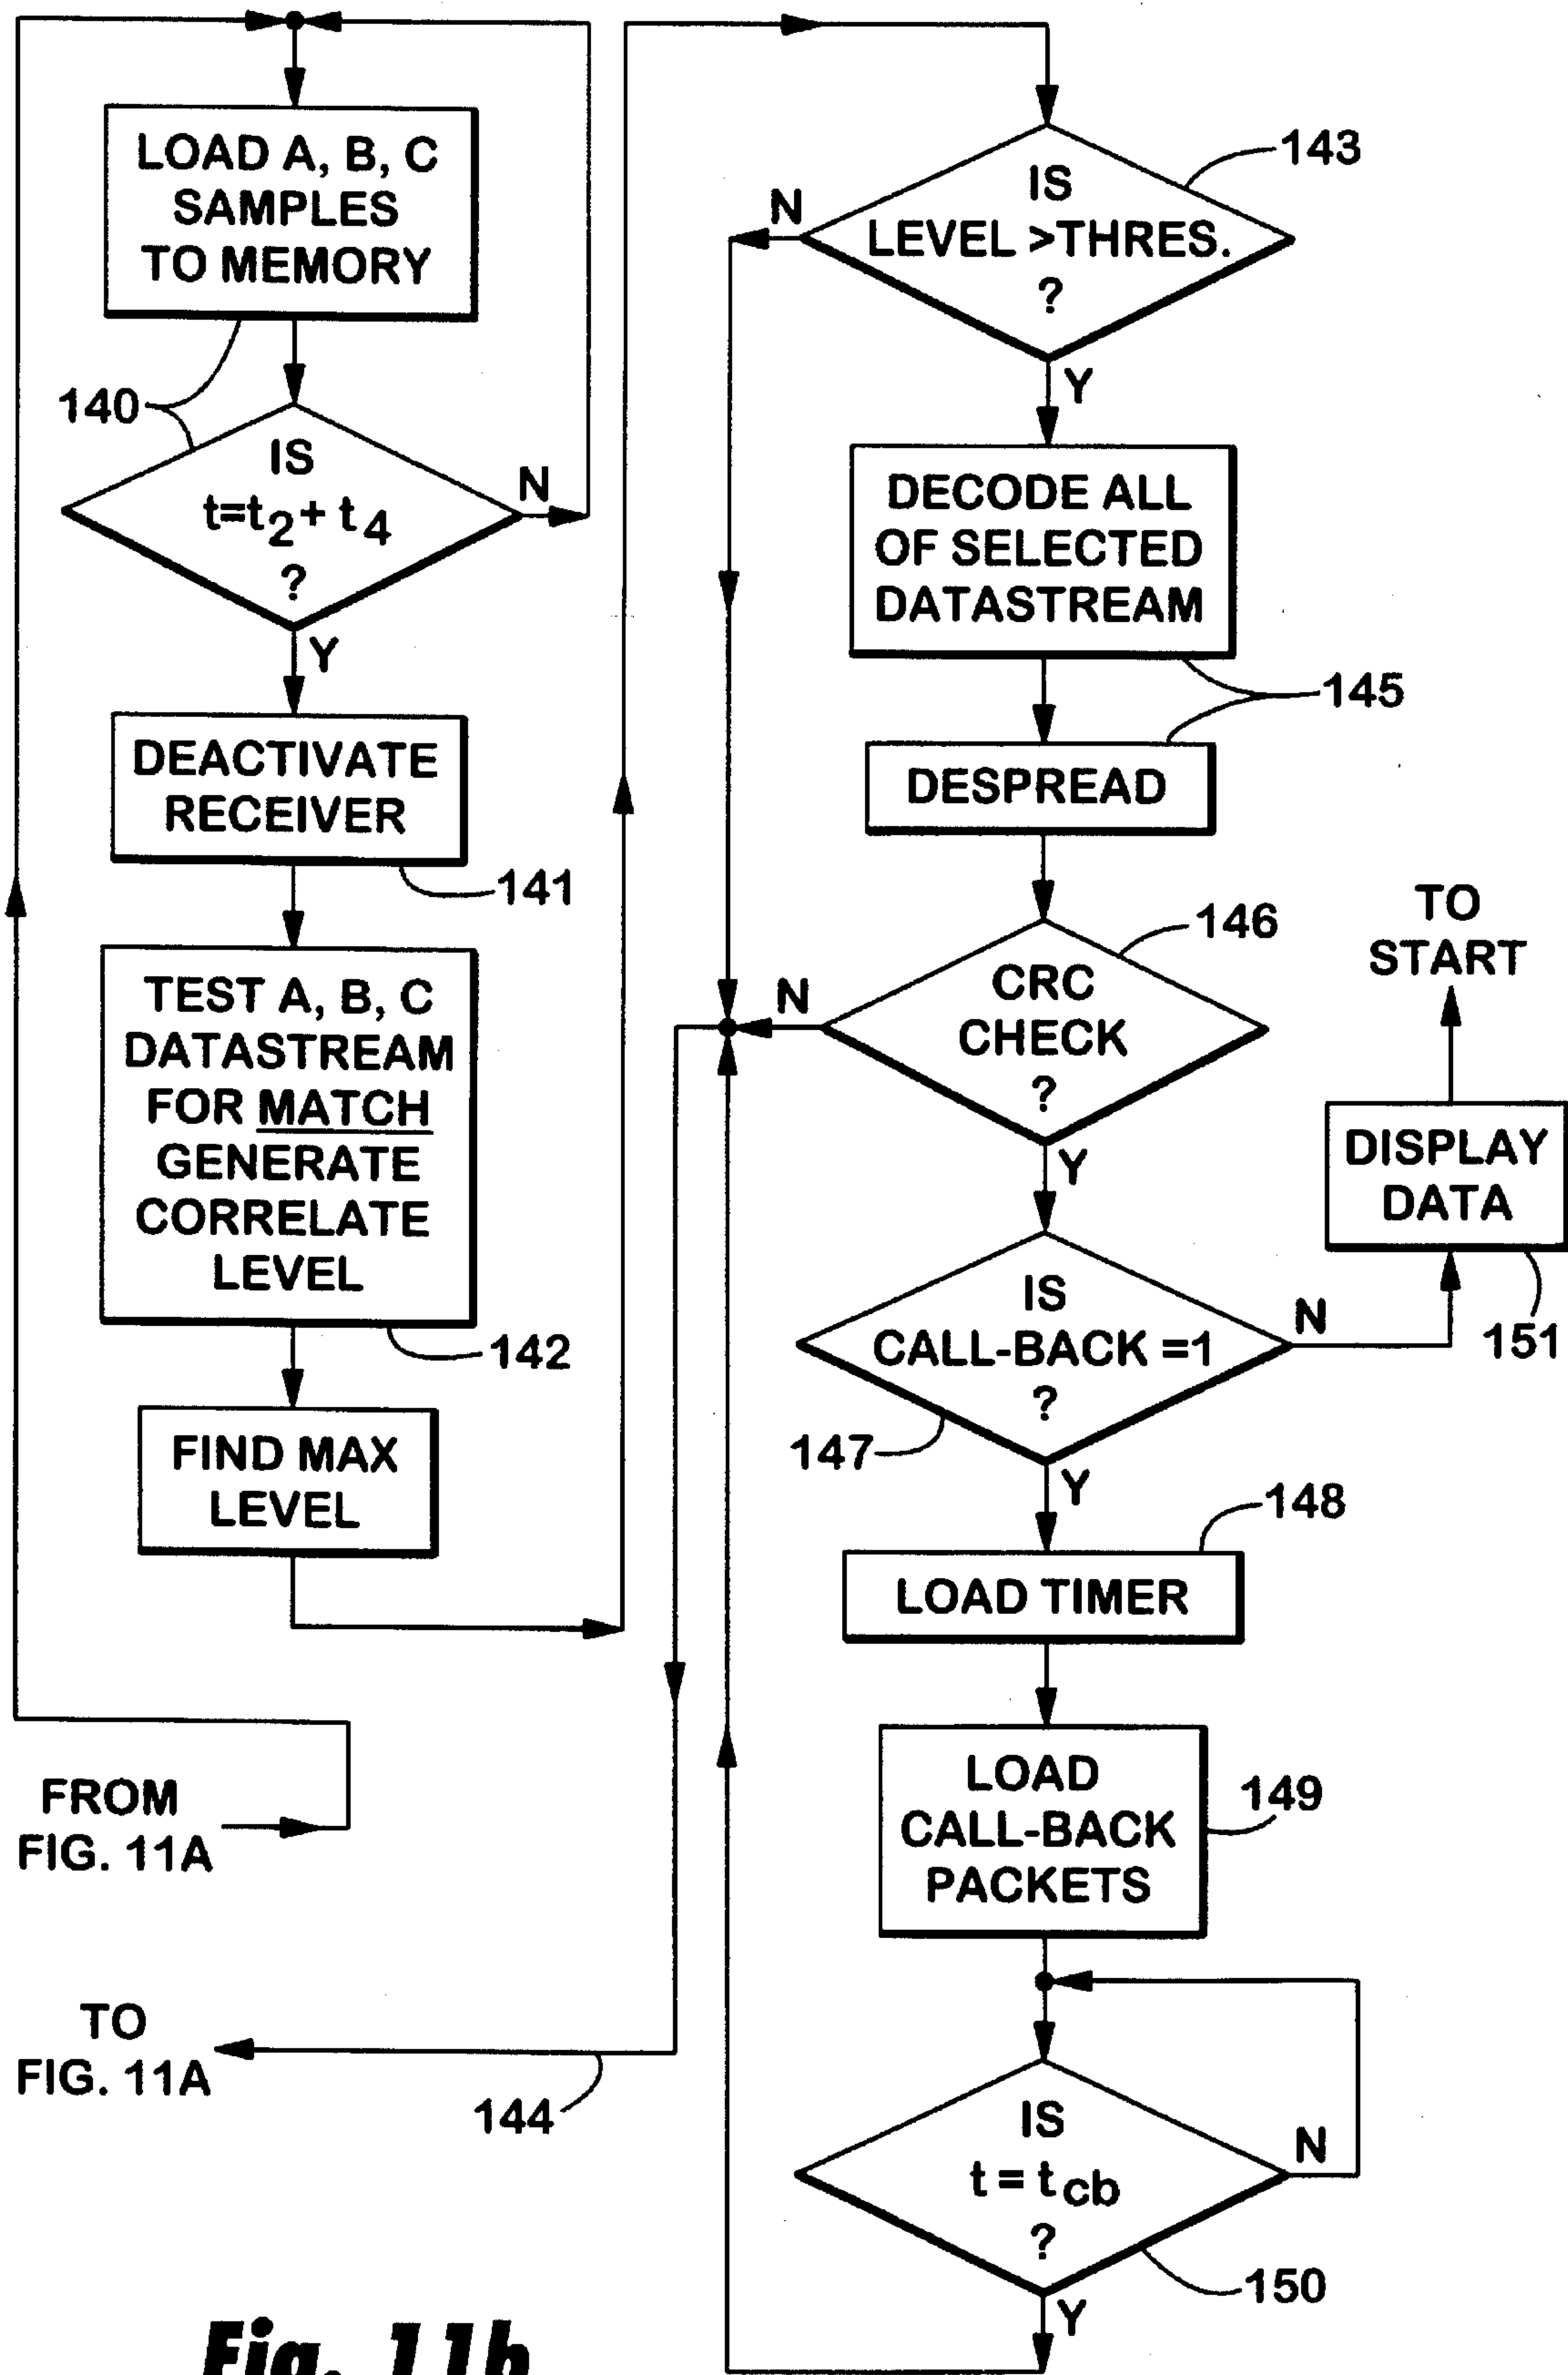 LOAD A, B, C
SAMPLES
TO MEMORY
140
IS
t=t2+ t4
?
N
Y
DEACTIVATE
RECEIVER
141
TEST A, B, C
DATASTREAM
FOR MATCH
GENERATE
CORRELATE
LEVEL
142
FIND MAX
LEVEL
FROM
FIG. 11A
TO
FIG. 11A
144
143
IS
LEVEL >THRES.
?
N
Y
DECODE ALL
OF SELECTED
DATASTREAM
145
DESPREAD
146
CRC
CHECK
?
N
Y
TO
START
DISPLAY
DATA
151
IS
CALL-BACK =1
?
N
147
Y
148
LOAD TIMER
LOAD
CALL-BACK
PACKETS
149
IS
t = tcb
?
N
150
Y
Fig. 11b